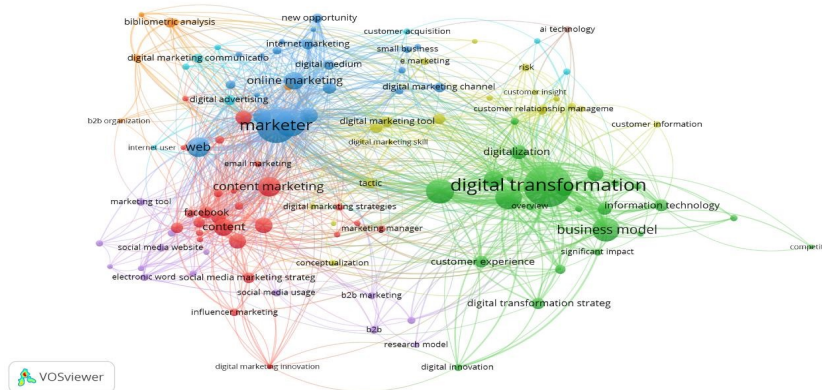 new opportunity
bibliometric analysis
customer acquisition
ai technology
internet marketing
small business
digital marketing communicatio
digital medium
e marketing
risk
online marketing
digital marketing channel
customer insight
digital advertising
customer relationship manageme
b2b organization
marketer
digital marketing tool
customer information
digital marketing skill
internet user
web
digitalization
email marketing
content marketing
tactic
digital transformation
marketing tool
overview
information technology
facebook
digital marketing strategies
content
marketing manager
business model
social media website
significant impact
competit
conceptualization
customer experience
electronic word
social media marketing strateg
social media usage
b2b marketing
digital transformation strateg
influencer marketing
b2b
research model
digital marketing innovation
digital innovation
VOSviewer